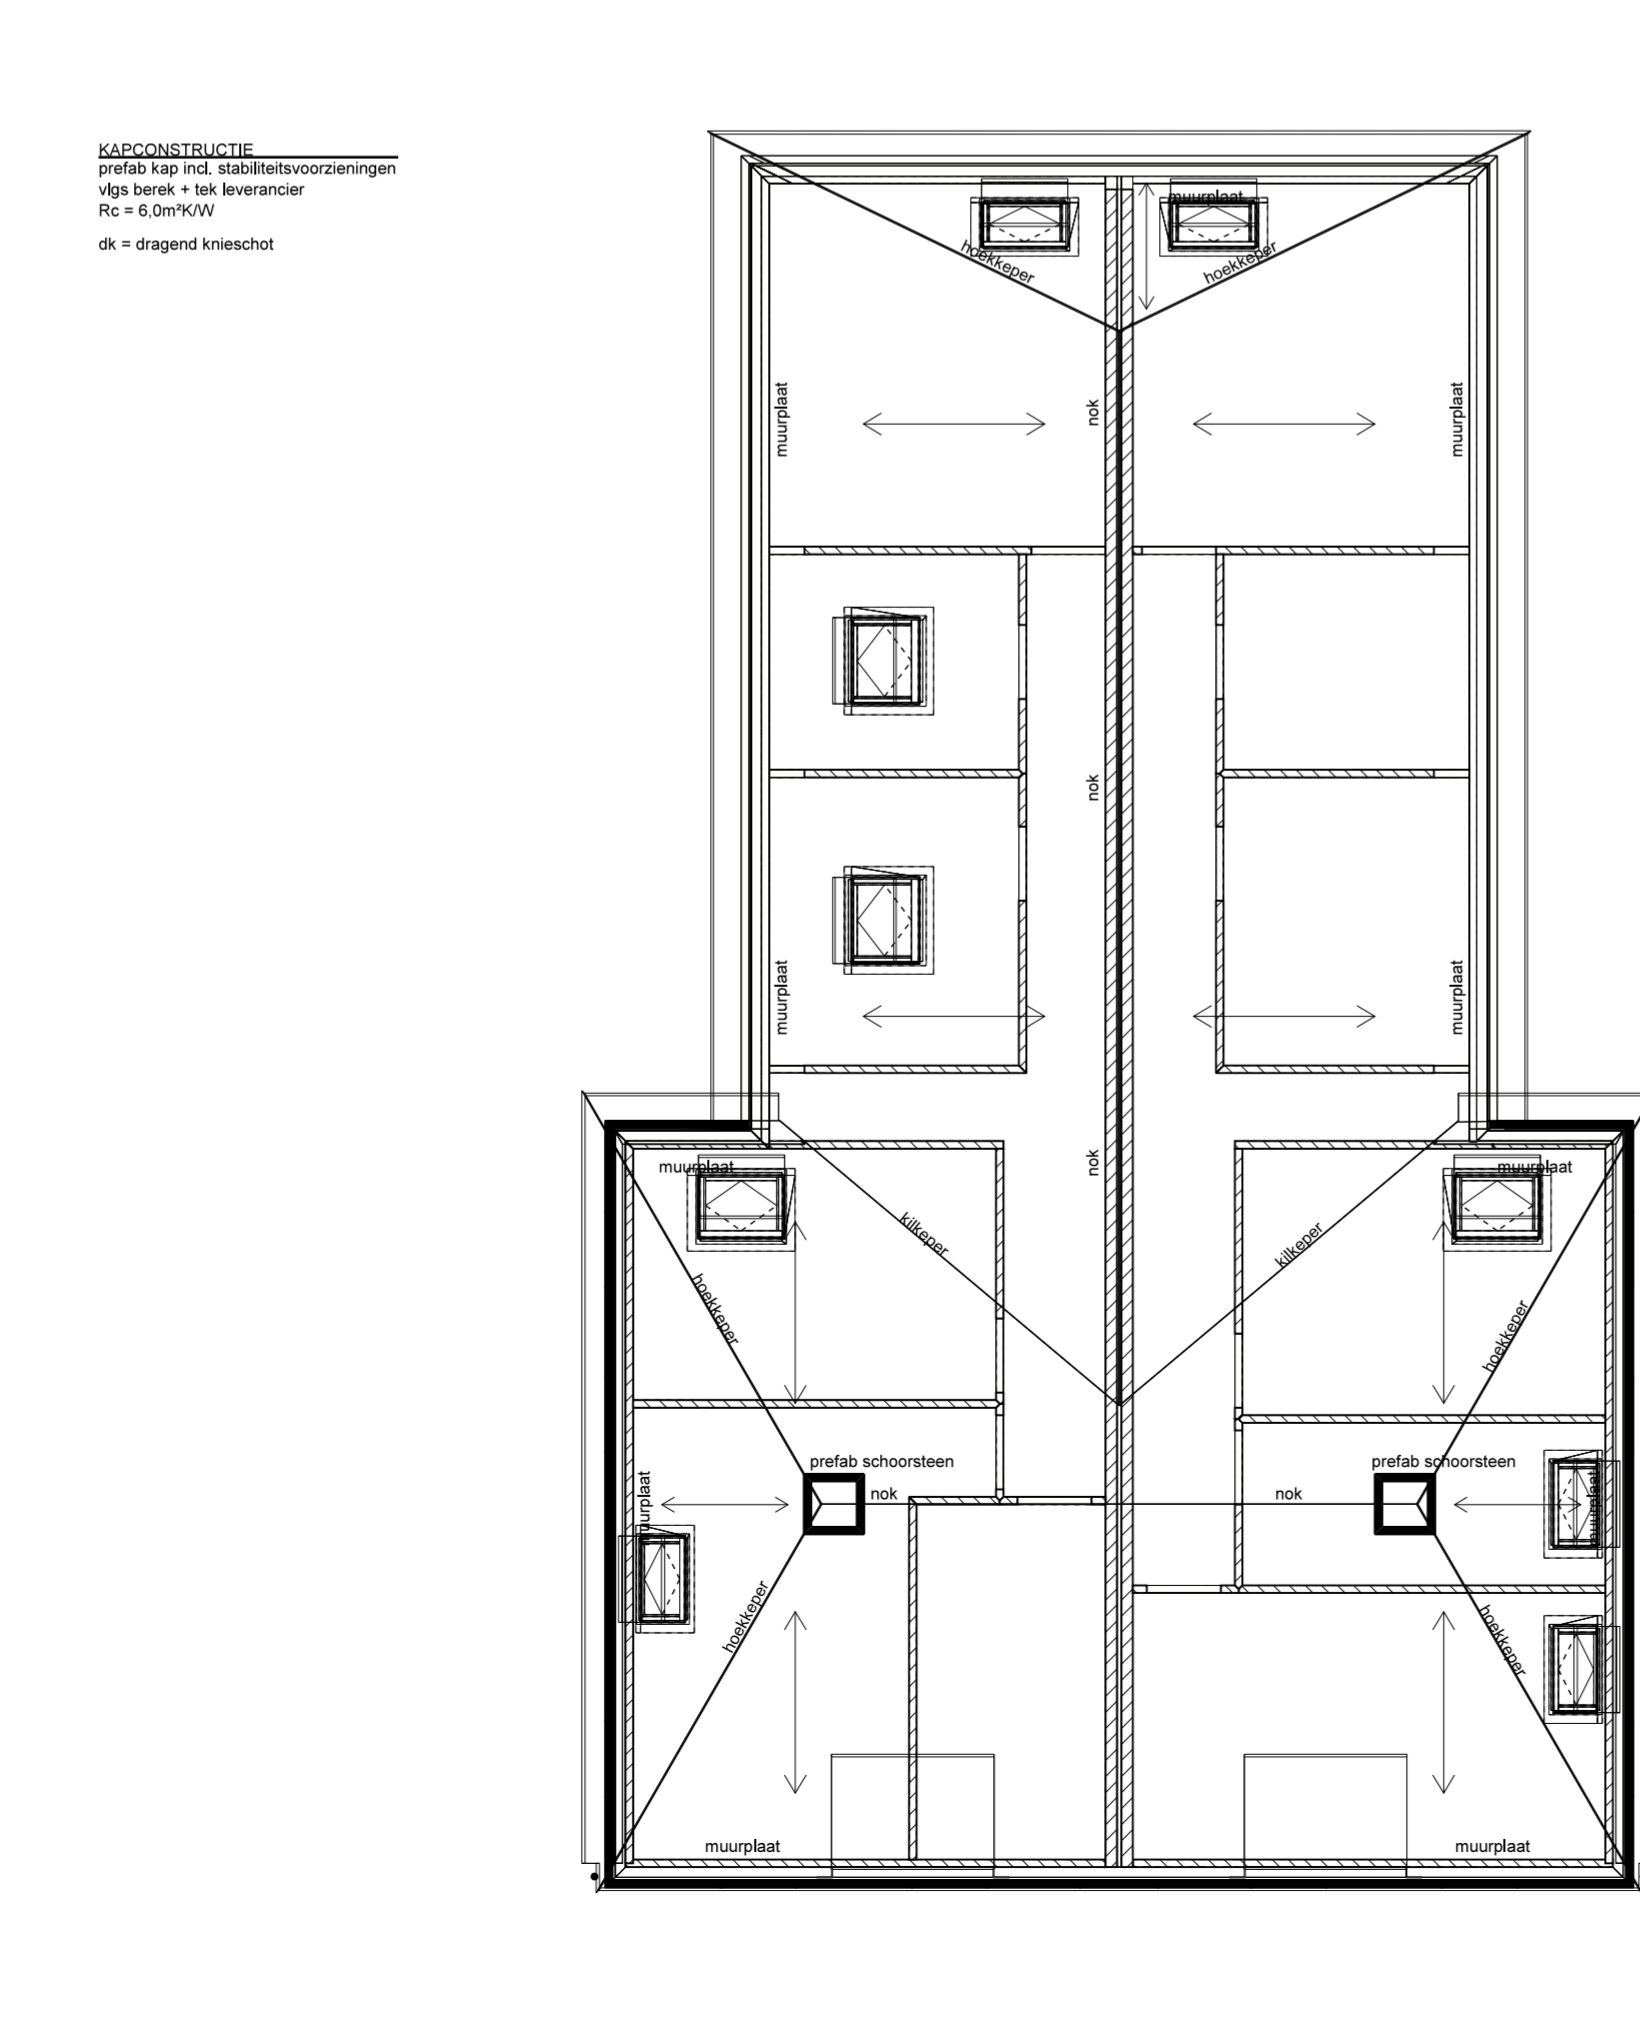 KAPCONSTRUCTIE
prefab kap incl. stabiliteitsvoorzieningen
vlgs berek + tek leverancier
Rc = 6,0m²K/W
dk = dragend knieschot
muurplaat
hoekkeper
hoekkeper
muurplaat
nok
muurplaat
nok
muurplaat
muurplaat
nok
muurplaat
muurplaat
kilkeper
kilkeper
hoekkeper
hoekkeper
prefab schoorsteen
prefab schoorsteen
muurplaat
nok
nok
muurplaat
hoekkeper
hoekkeper
muurplaat
muurplaat